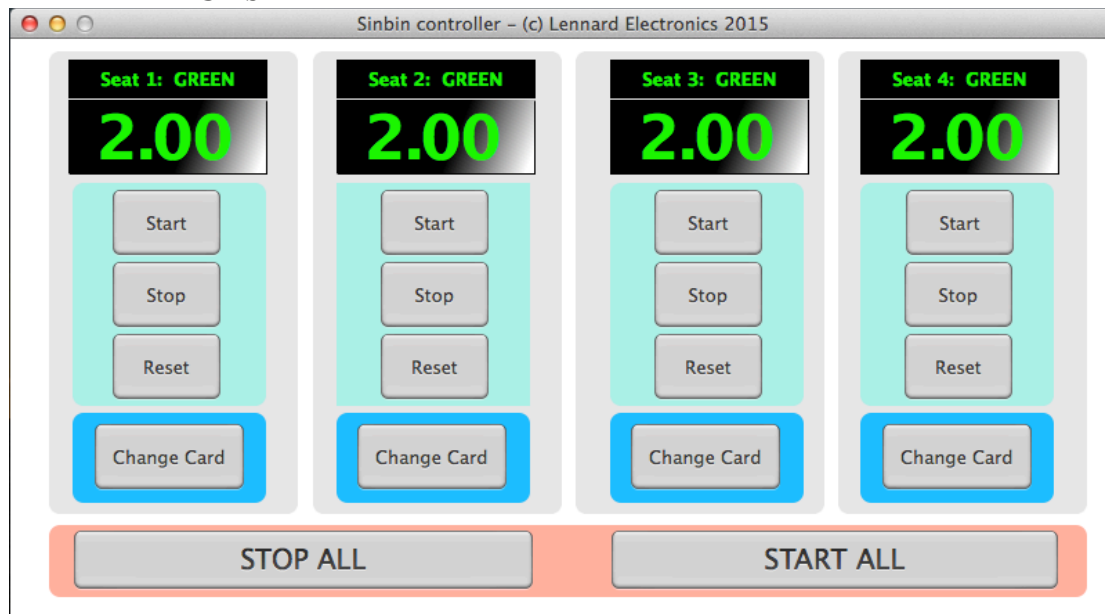 Sinbin controller – (c) Lennard Electronics 2015
Seat 1: GREEN
2.00
Start
Stop
Reset
Change Card
Seat 2: GREEN
2.00
Start
Stop
Reset
Change Card
Seat 3: GREEN
2.00
Start
Stop
Reset
Change Card
Seat 4: GREEN
2.00
Start
Stop
Reset
Change Card
STOP ALL
START ALL